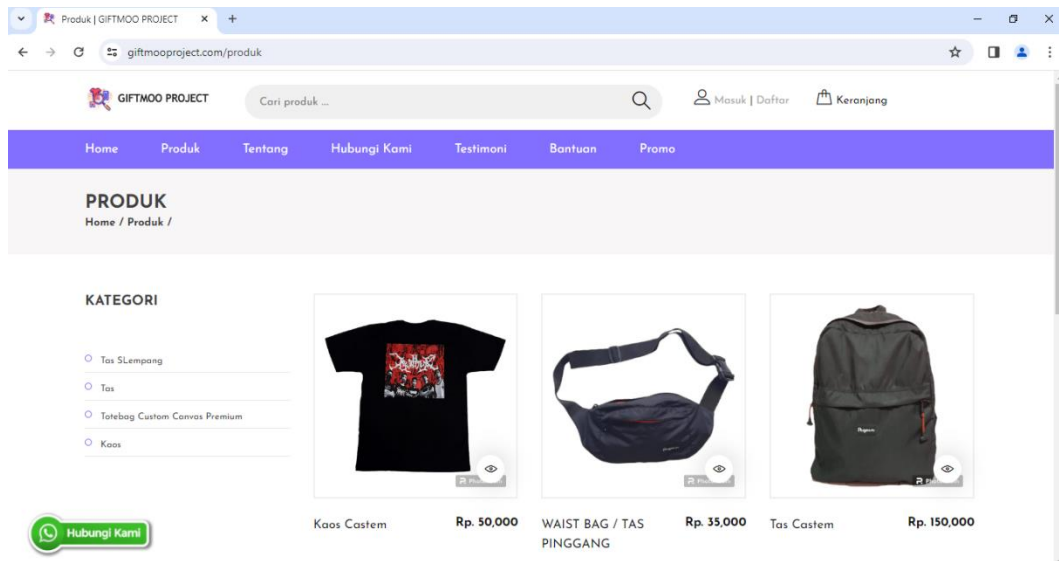 Produk | GIFTMOO PROJECT
giftmooproject.com/produk
GIFTMOO PROJECT
Cari produk ...
Masuk | Daftar
Keranjang
Home Produk Tentang Hubungi Kami Testimoni Bantuan Promo
PRODUK
Home / Produk /
KATEGORI
Tas SLempang
Tas
Totebag Custom Canvas Premium
Kaos
Kaos Castem Rp. 50,000
WAIST BAG / TAS PINGGANG Rp. 35,000
Tas Castem Rp. 150,000
Hubungi Kami